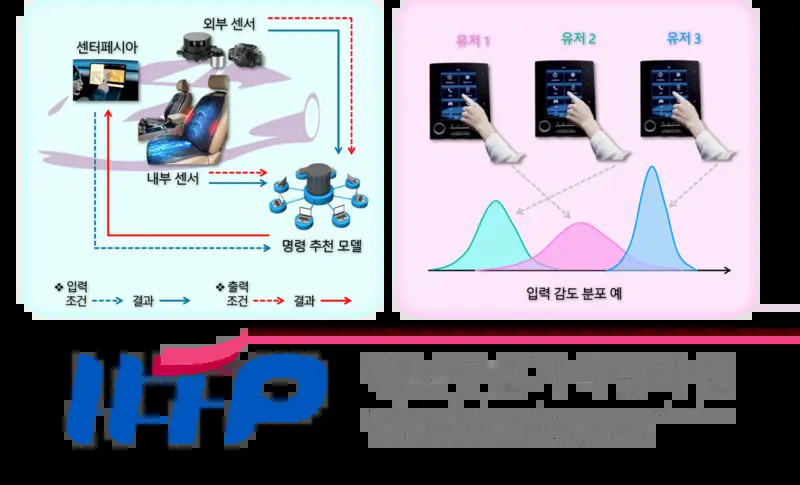 센터페시아
외부 센서
내부 센서
명령 추천 모델
❖ 입력
조건
결과
❖ 출력
조건
결과
유저 1
유저 2
유저 3
입력 감도 분포 예
IITP